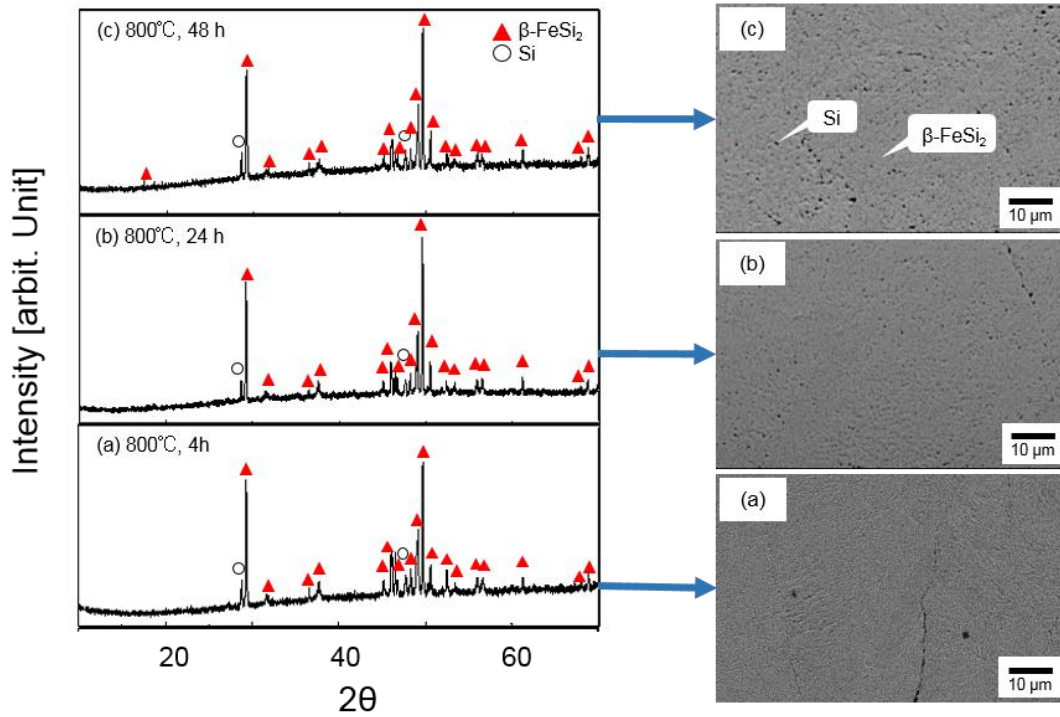 Intensity [arbit. Unit]
(c) 800℃, 48 h
β-FeSi₂
Si
(b) 800℃, 24 h
(a) 800℃, 4h
20
40
60
2θ
(c)
Si
β-FeSi₂
10 μm
(b)
10 μm
(a)
10 μm